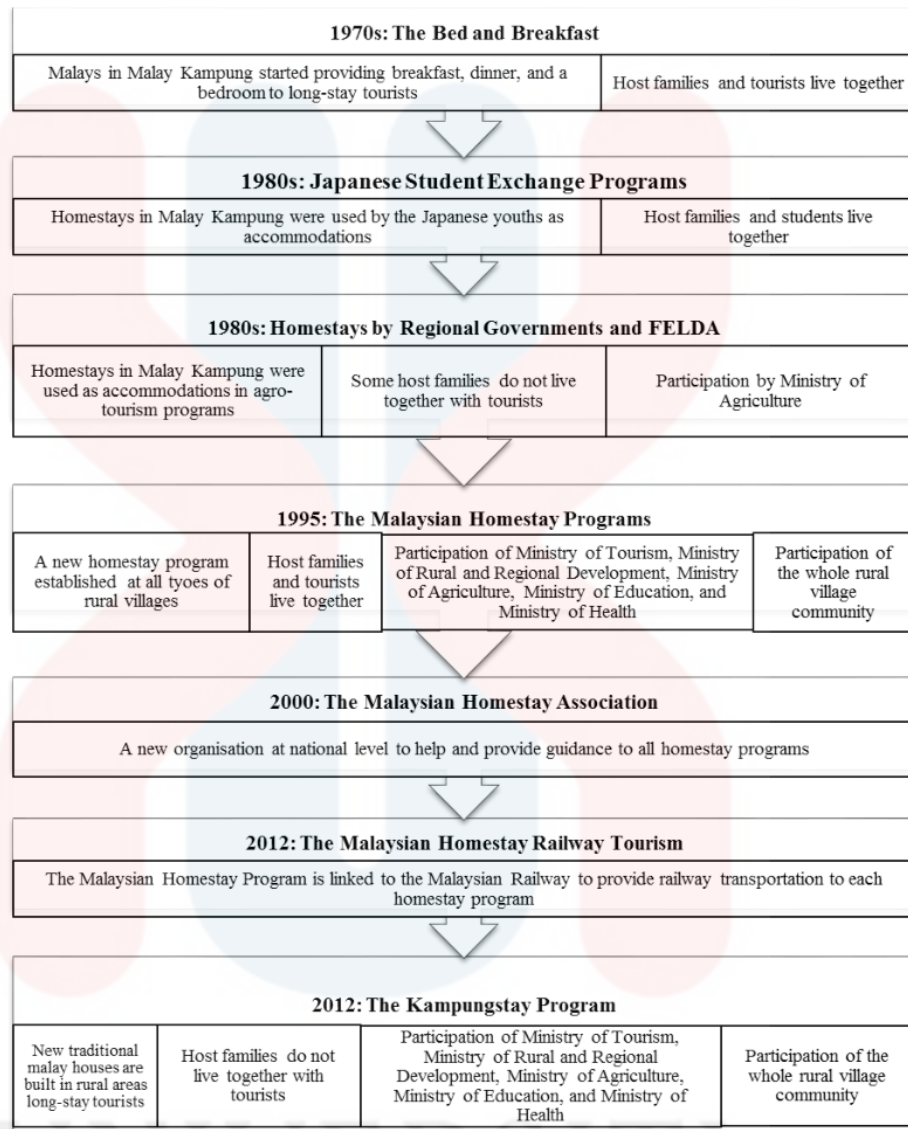 1970s: The Bed and Breakfast
Malays in Malay Kampung started providing breakfast, dinner, and a
bedroom to long-stay tourists
Host families and tourists live together
1980s: Japanese Student Exchange Programs
Homestays in Malay Kampung were used by the Japanese youths as
accommodations
Host families and students live
together
1980s: Homestays by Regional Governments and FELDA
Homestays in Malay Kampung were
used as accommodations in agro-
tourism programs
Some host families do not live
together with tourists
Participation by Ministry of
Agriculture
1995: The Malaysian Homestay Programs
A new homestay program
established at all tyoes of
rural villages
Host families
and tourists
live together
Participation of Ministry of Tourism, Ministry
of Rural and Regional Development, Ministry
of Agriculture, Ministry of Education, and
Ministry of Health
Participation of
the whole rural
village
community
2000: The Malaysian Homestay Association
A new organisation at national level to help and provide guidance to all homestay programs
2012: The Malaysian Homestay Railway Tourism
The Malaysian Homestay Program is linked to the Malaysian Railway to provide railway transportation to each
homestay program
2012: The Kampungstay Program
New traditional
malay houses are
built in rural areas
long-stay tourists
Host families do not
live together with
tourists
Participation of Ministry of Tourism,
Ministry of Rural and Regional
Development, Ministry of Agriculture,
Ministry of Education, and Ministry of
Health
Participation of the
whole rural village
community